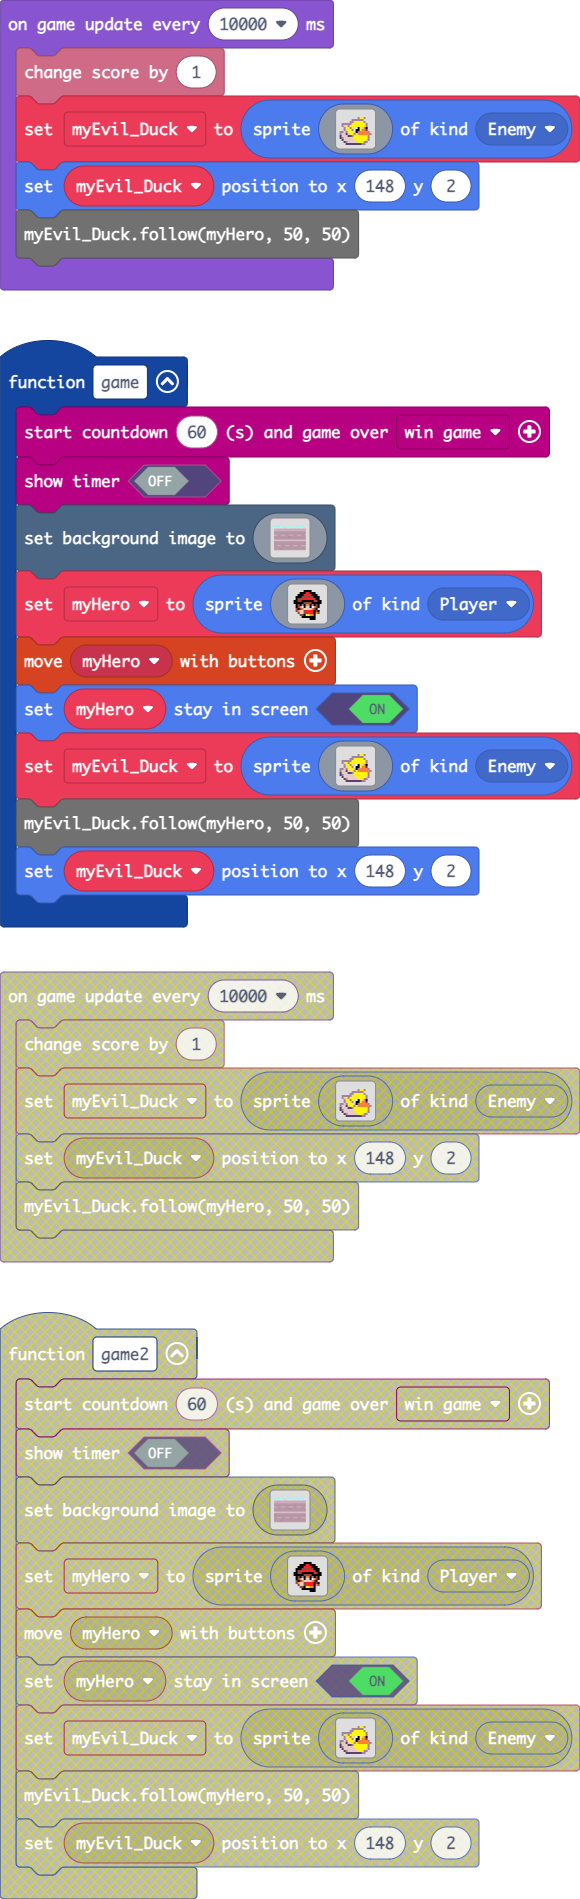 on game update every 10000 ms
change score by 1
set myEvil_Duck to sprite of kind Enemy
set myEvil_Duck position to x 148 y 2
myEvil_Duck.follow(myHero, 50, 50)
function game
start countdown 60 (s) and game over win game
show timer OFF
set background image to
set myHero to sprite of kind Player
move myHero with buttons
set myHero stay in screen ON
set myEvil_Duck to sprite of kind Enemy
myEvil_Duck.follow(myHero, 50, 50)
set myEvil_Duck position to x 148 y 2
on game update every 10000 ms
change score by 1
set myEvil_Duck to sprite of kind Enemy
set myEvil_Duck position to x 148 y 2
myEvil_Duck.follow(myHero, 50, 50)
function game2
start countdown 60 (s) and game over win game
show timer OFF
set background image to
set myHero to sprite of kind Player
move myHero with buttons
set myHero stay in screen ON
set myEvil_Duck to sprite of kind Enemy
myEvil_Duck.follow(myHero, 50, 50)
set myEvil_Duck position to x 148 y 2